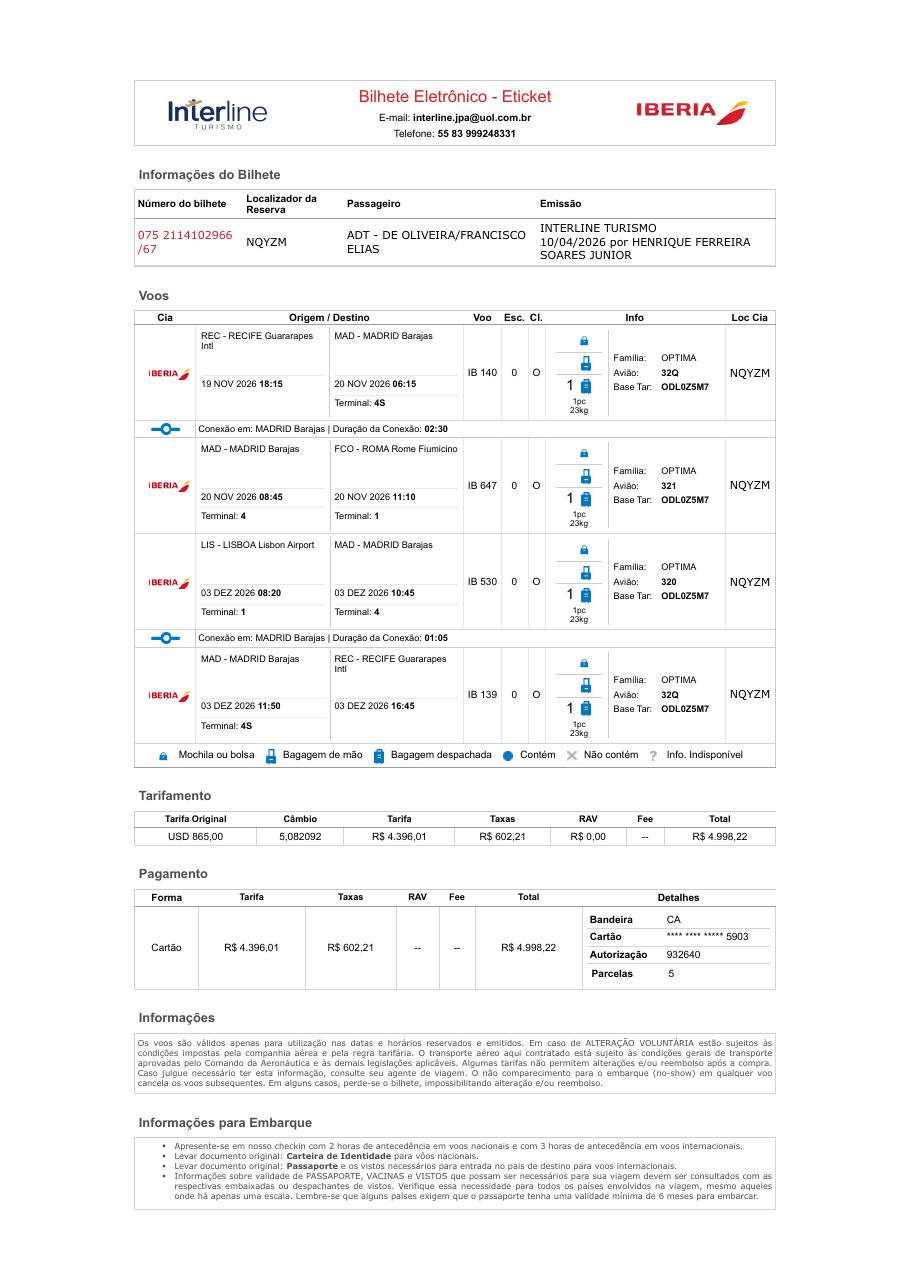 Interline
TURISMO
Bilhete Eletrônico - Eticket
E-mail: interline.jpa@uol.com.br
Telefone: 55 83 999248331
IBERIA
Informações do Bilhete
Número do bilhete Localizador da Reserva Passageiro Emissão
075 2114102966 /67
NQYZM
ADT - DE OLIVEIRA/FRANCISCO ELIAS
INTERLINE TURISMO
10/04/2026 por HENRIQUE FERREIRA
SOARES JUNIOR
Voos
Cia Origem / Destino Voo Esc. Cl. Info Loc Cia
IBERIA
REC - RECIFE Guararapes Intl
19 NOV 2026 18:15
MAD - MADRID Barajas
20 NOV 2026 06:15
Terminal: 4S
IB 140 0 O
1
1pc
23kg
Família: OPTIMA
Avião: 32Q
Base Tar: ODL0Z5M7
NQYZM
Conexão em: MADRID Barajas | Duração da Conexão: 02:30
IBERIA
MAD - MADRID Barajas
20 NOV 2026 08:45
Terminal: 4
FCO - ROMA Rome Fiumicino
20 NOV 2026 11:10
Terminal: 1
IB 647 0 O
1
1pc
23kg
Família: OPTIMA
Avião: 321
Base Tar: ODL0Z5M7
NQYZM
IBERIA
LIS - LISBOA Lisbon Airport
03 DEZ 2026 08:20
Terminal: 1
MAD - MADRID Barajas
03 DEZ 2026 10:45
Terminal: 4
IB 530 0 O
1
1pc
23kg
Família: OPTIMA
Avião: 320
Base Tar: ODL0Z5M7
NQYZM
Conexão em: MADRID Barajas | Duração da Conexão: 01:05
IBERIA
MAD - MADRID Barajas
03 DEZ 2026 11:50
Terminal: 4S
REC - RECIFE Guararapes Intl
03 DEZ 2026 16:45
IB 139 0 O
1
1pc
23kg
Família: OPTIMA
Avião: 32Q
Base Tar: ODL0Z5M7
NQYZM
Mochila ou bolsa Bagagem de mão Bagagem despachada Contém Não contém ? Info. Indisponível
Tarifamento
Tarifa Original Câmbio Tarifa Taxas RAV Fee Total
USD 865,00 5,082092 R$ 4.396,01 R$ 602,21 R$ 0,00 -- R$ 4.998,22
Pagamento
Forma Tarifa Taxas RAV Fee Total Detalhes
Cartão R$ 4.396,01 R$ 602,21 -- -- R$ 4.998,22
Bandeira CA
Cartão **** **** ***** 5903
Autorização 932640
Parcelas 5
Informações
Os voos são válidos apenas para utilização nas datas e horários reservados e emitidos. Em caso de ALTERAÇÃO VOLUNTÁRIA estão sujeitos às
condições impostas pela companhia aérea e pela regra tarifária. O transporte aéreo aqui contratado está sujeito às condições gerais de transporte
aprovadas pelo Comando da Aeronáutica e às demais legislações aplicáveis. Algumas tarifas não permitem alterações e/ou reembolso após a compra.
Caso julgue necessário ter esta informação, consulte seu agente de viagem. O não comparecimento para o embarque (no-show) em qualquer voo
cancela os voos subsequentes. Em alguns casos, perde-se o bilhete, impossibilitando alteração e/ou reembolso.
Informações para Embarque
• Apresente-se em nosso checkin com 2 horas de antecedência em voos nacionais e com 3 horas de antecedência em voos internacionais.
• Levar documento original: Carteira de Identidade para vôos nacionais.
• Levar documento original: Passaporte e os vistos necessários para entrada no pais de destino para voos internacionais.
• Informações sobre validade de PASSAPORTE, VACINAS e VISTOS que possam ser necessários para sua viagem devem ser consultados com as
respectivas embaixadas ou despachantes de vistos. Verifique essa necessidade para todos os países envolvidos na viagem, mesmo aqueles
onde há apenas uma escala. Lembre-se que alguns países exigem que o passaporte tenha uma validade mínima de 6 meses para embarcar.